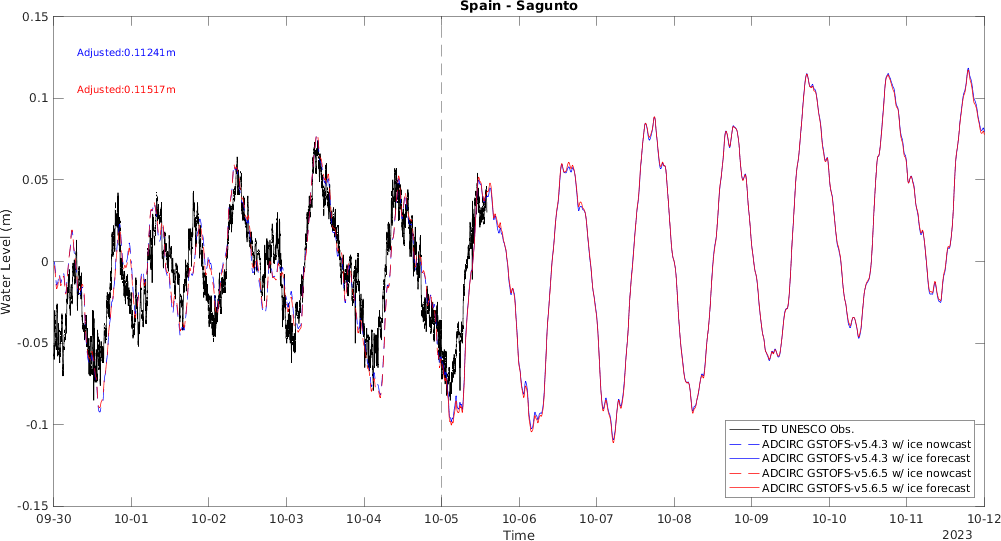 Spain - Sagunto
0.15
0.1
0.05
0
-0.05
-0.1
-0.15
Water Level (m)
Adjusted:0.11241m
Adjusted:0.11517m
TD UNESCO Obs.
ADCIRC GSTOFS-v5.4.3 w/ ice nowcast
ADCIRC GSTOFS-v5.4.3 w/ ice forecast
ADCIRC GSTOFS-v5.6.5 w/ ice nowcast
ADCIRC GSTOFS-v5.6.5 w/ ice forecast
09-30 10-01 10-02 10-03 10-04 10-05 10-06 10-07 10-08 10-09 10-10 10-11 10-12
Time
2023